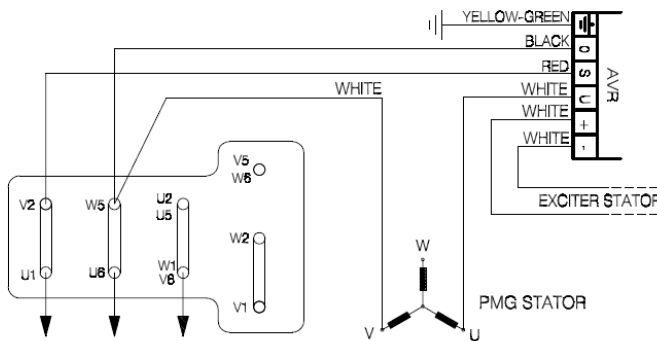 YELLOW-GREEN
BLACK
RED
WHITE
WHITE
WHITE
WHITE
0
S
U
+
-
AVR
EXCITER STATOR
V5
W6
V2
W5
U2
U5
W2
U1
U6
W1
V6
V1
W
V
U
PMG STATOR